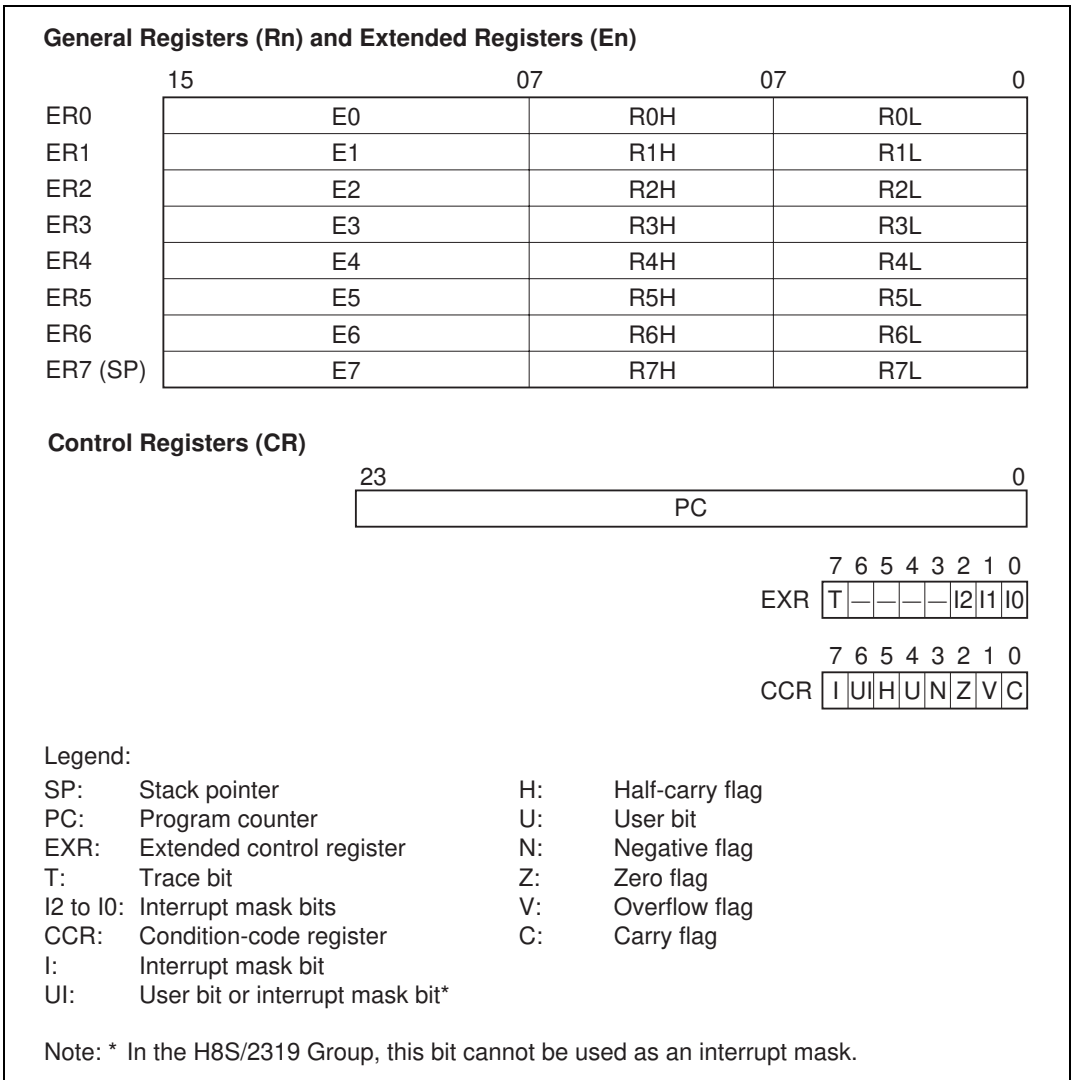 General Registers (Rn) and Extended Registers (En)
15 07 07 0
ER0 E0 R0H R0L
ER1 E1 R1H R1L
ER2 E2 R2H R2L
ER3 E3 R3H R3L
ER4 E4 R4H R4L
ER5 E5 R5H R5L
ER6 E6 R6H R6L
ER7 (SP) E7 R7H R7L
Control Registers (CR)
23 0
PC
7 6 5 4 3 2 1 0
EXR T — — — — I2 I1 I0
7 6 5 4 3 2 1 0
CCR I UI H U N Z V C
Legend:
SP: Stack pointer H: Half-carry flag
PC: Program counter U: User bit
EXR: Extended control register N: Negative flag
T: Trace bit Z: Zero flag
I2 to I0: Interrupt mask bits V: Overflow flag
CCR: Condition-code register C: Carry flag
I: Interrupt mask bit
UI: User bit or interrupt mask bit*
Note: * In the H8S/2319 Group, this bit cannot be used as an interrupt mask.